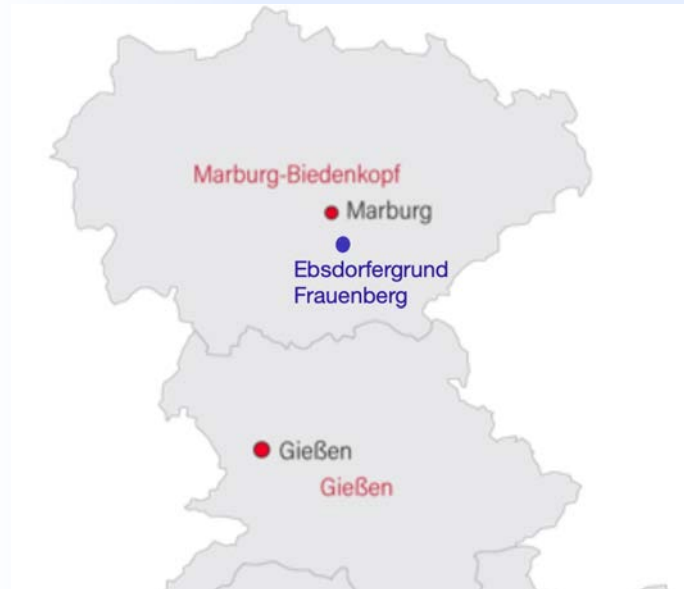 Marburg-Biedenkopf
Marburg
Ebsdorfergrund
Frauenberg
Gießen
Gießen